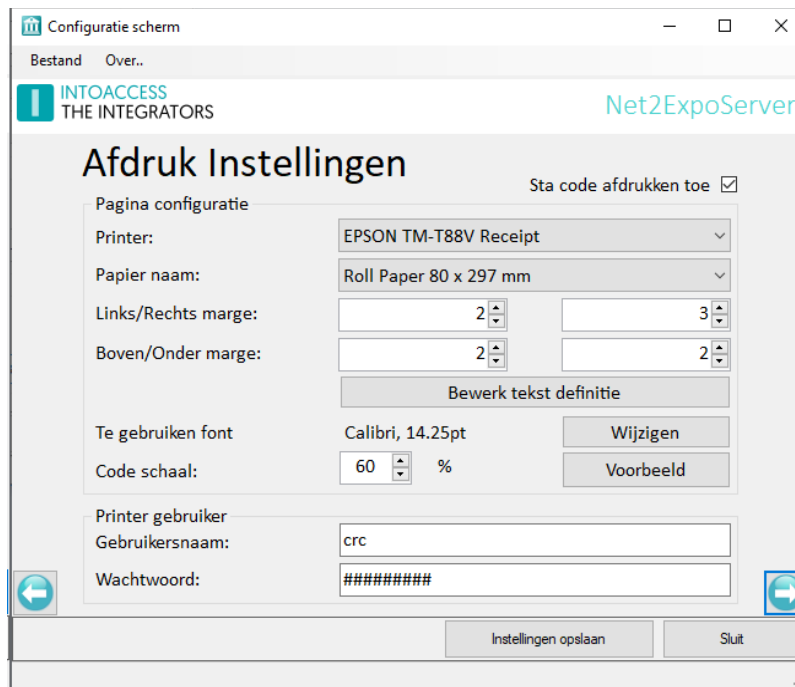 Configuratie scherm
Bestand Over..
INTOACCESS
THE INTEGRATORS
Net2ExpoServer
Afdruk Instellingen
Sta code afdrukken toe
Pagina configuratie
Printer: EPSON TM-T88V Receipt
Papier naam: Roll Paper 80 x 297 mm
Links/Rechts marge: 2 3
Boven/Onder marge: 2 2
Bewerk tekst definitie
Te gebruiken font Calibri, 14.25pt Wijzigen
Code schaal: 60 % Voorbeeld
Printer gebruiker
Gebruikersnaam: crc
Wachtwoord: #########
Instellingen opslaan Sluit